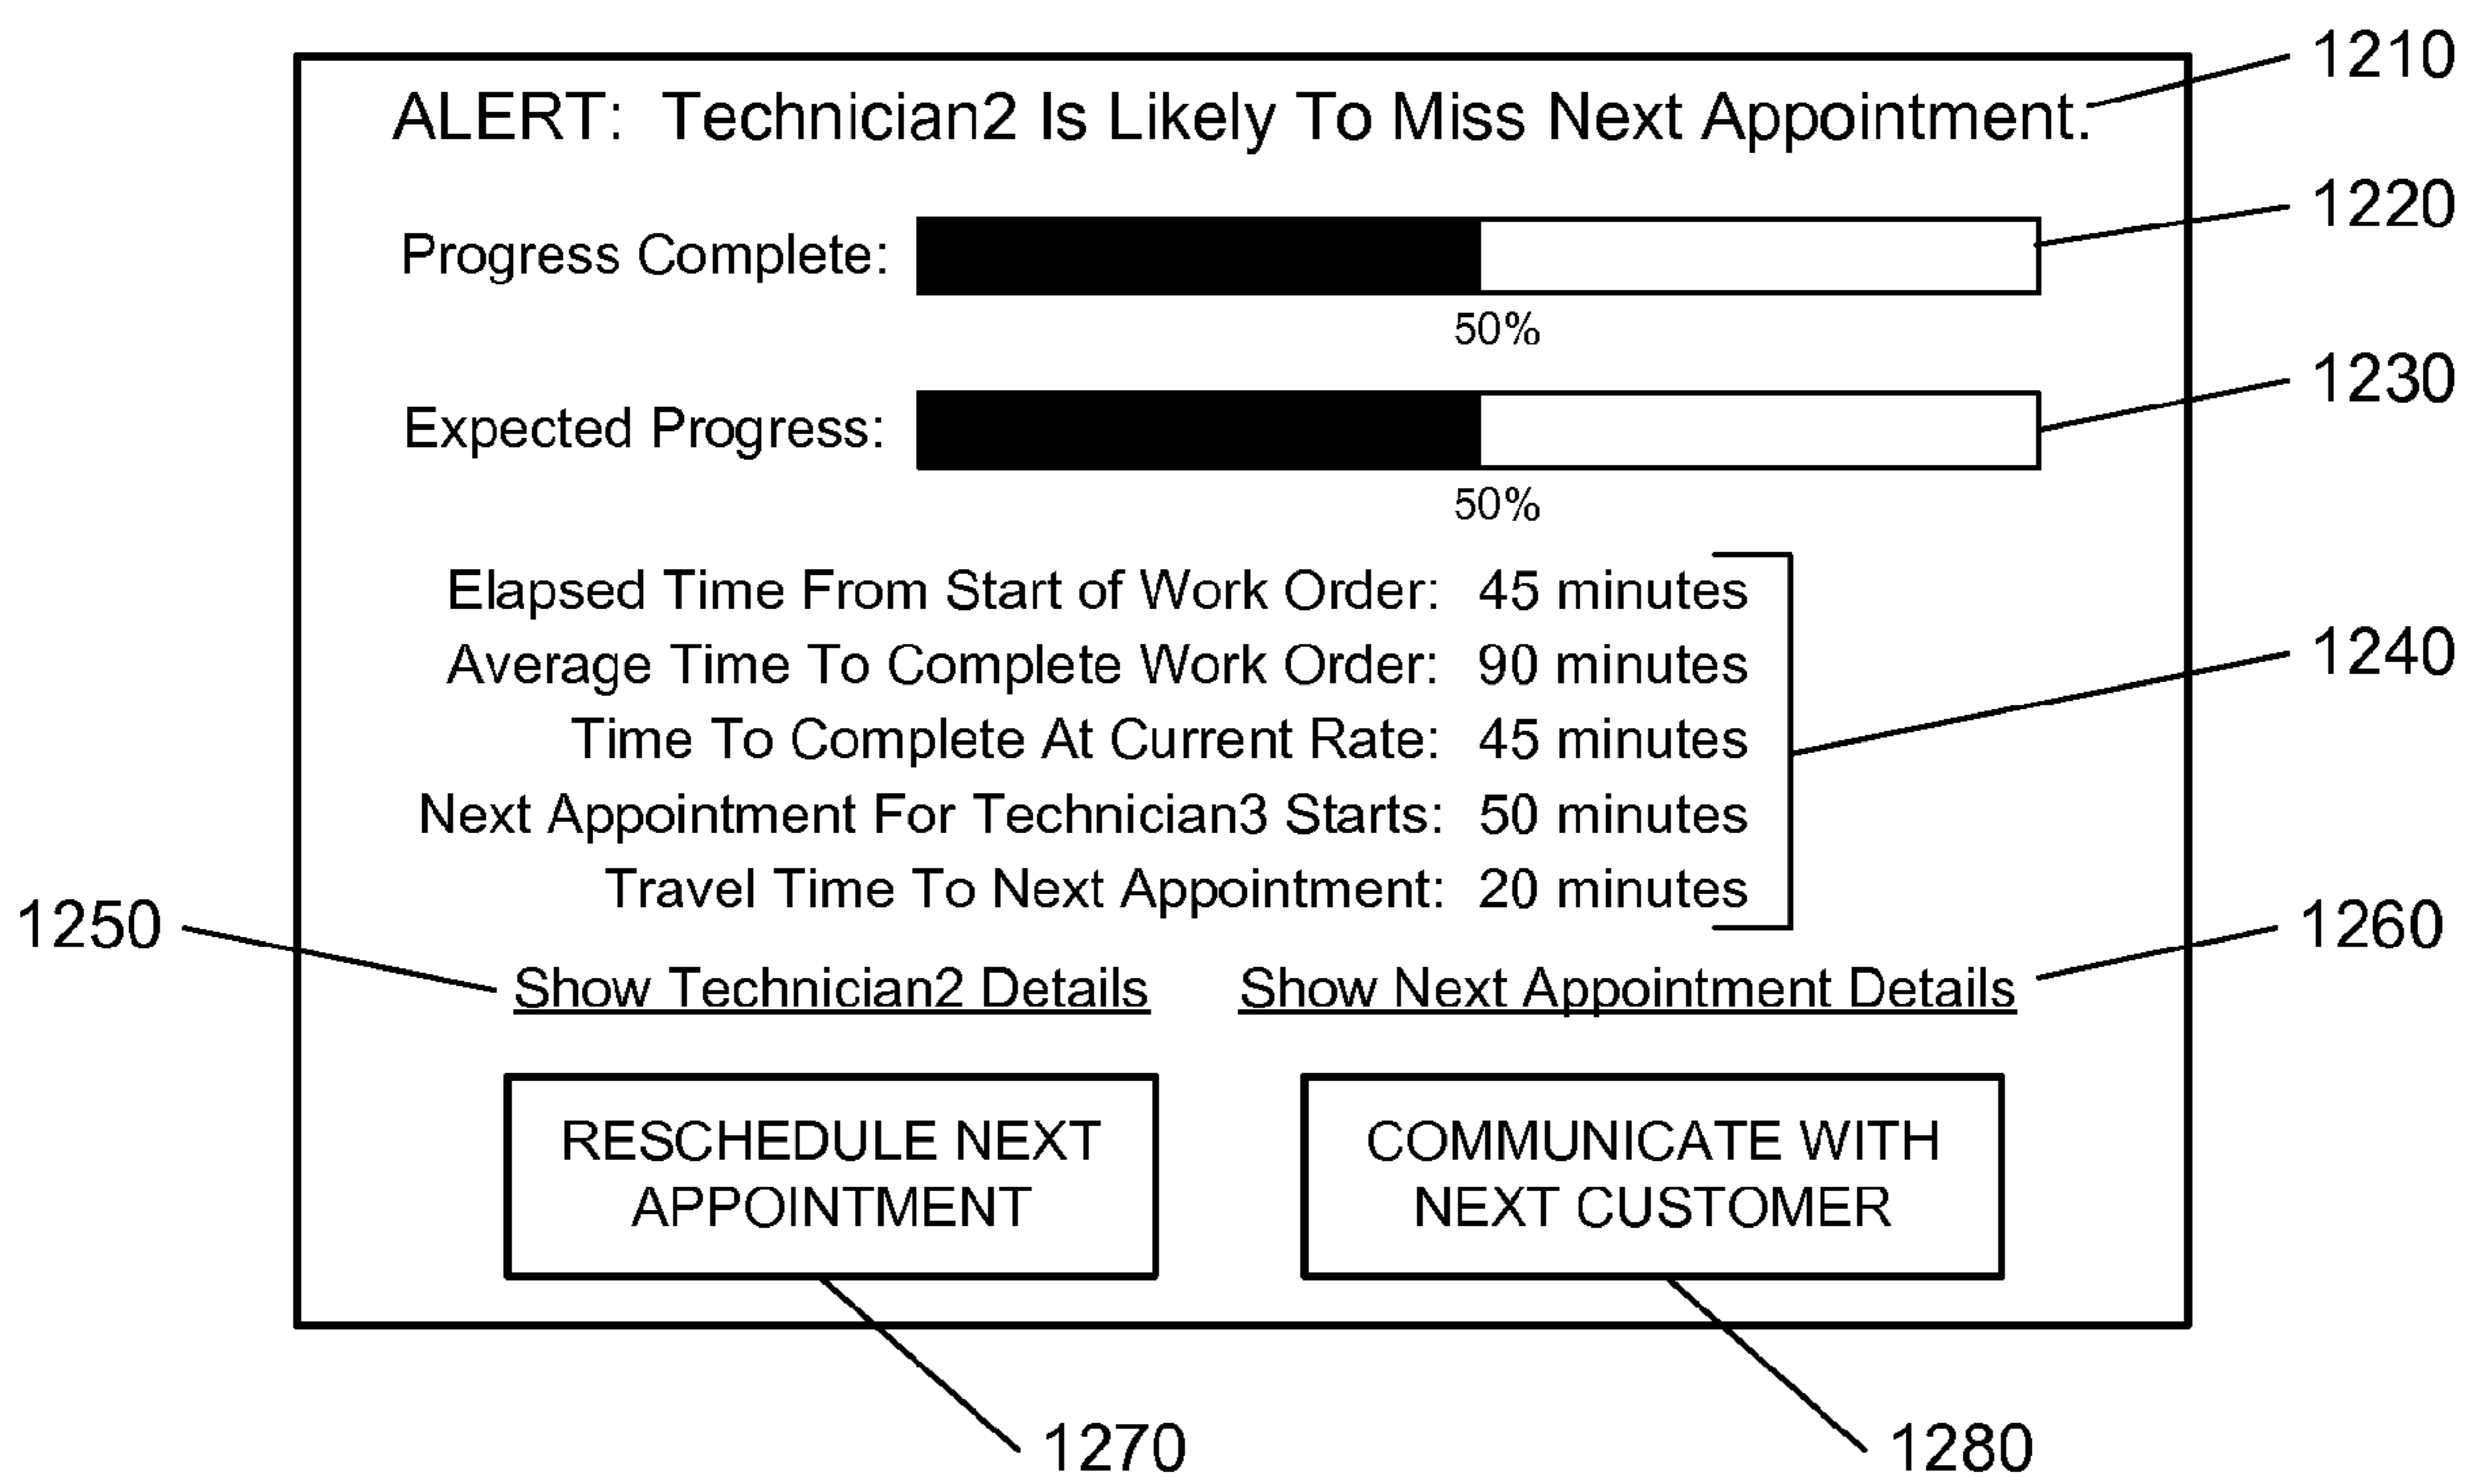 1210
ALERT: Technician2 Is Likely To Miss Next Appointment.
1220
Progress Complete:
50%
1230
Expected Progress:
50%
Elapsed Time From Start of Work Order: 45 minutes
Average Time To Complete Work Order: 90 minutes
1240
Time To Complete At Current Rate: 45 minutes
Next Appointment For Technician3 Starts: 50 minutes
Travel Time To Next Appointment: 20 minutes
1250
1260
Show Technician2 Details
Show Next Appointment Details
RESCHEDULE NEXT
APPOINTMENT
COMMUNICATE WITH
NEXT CUSTOMER
1270
1280